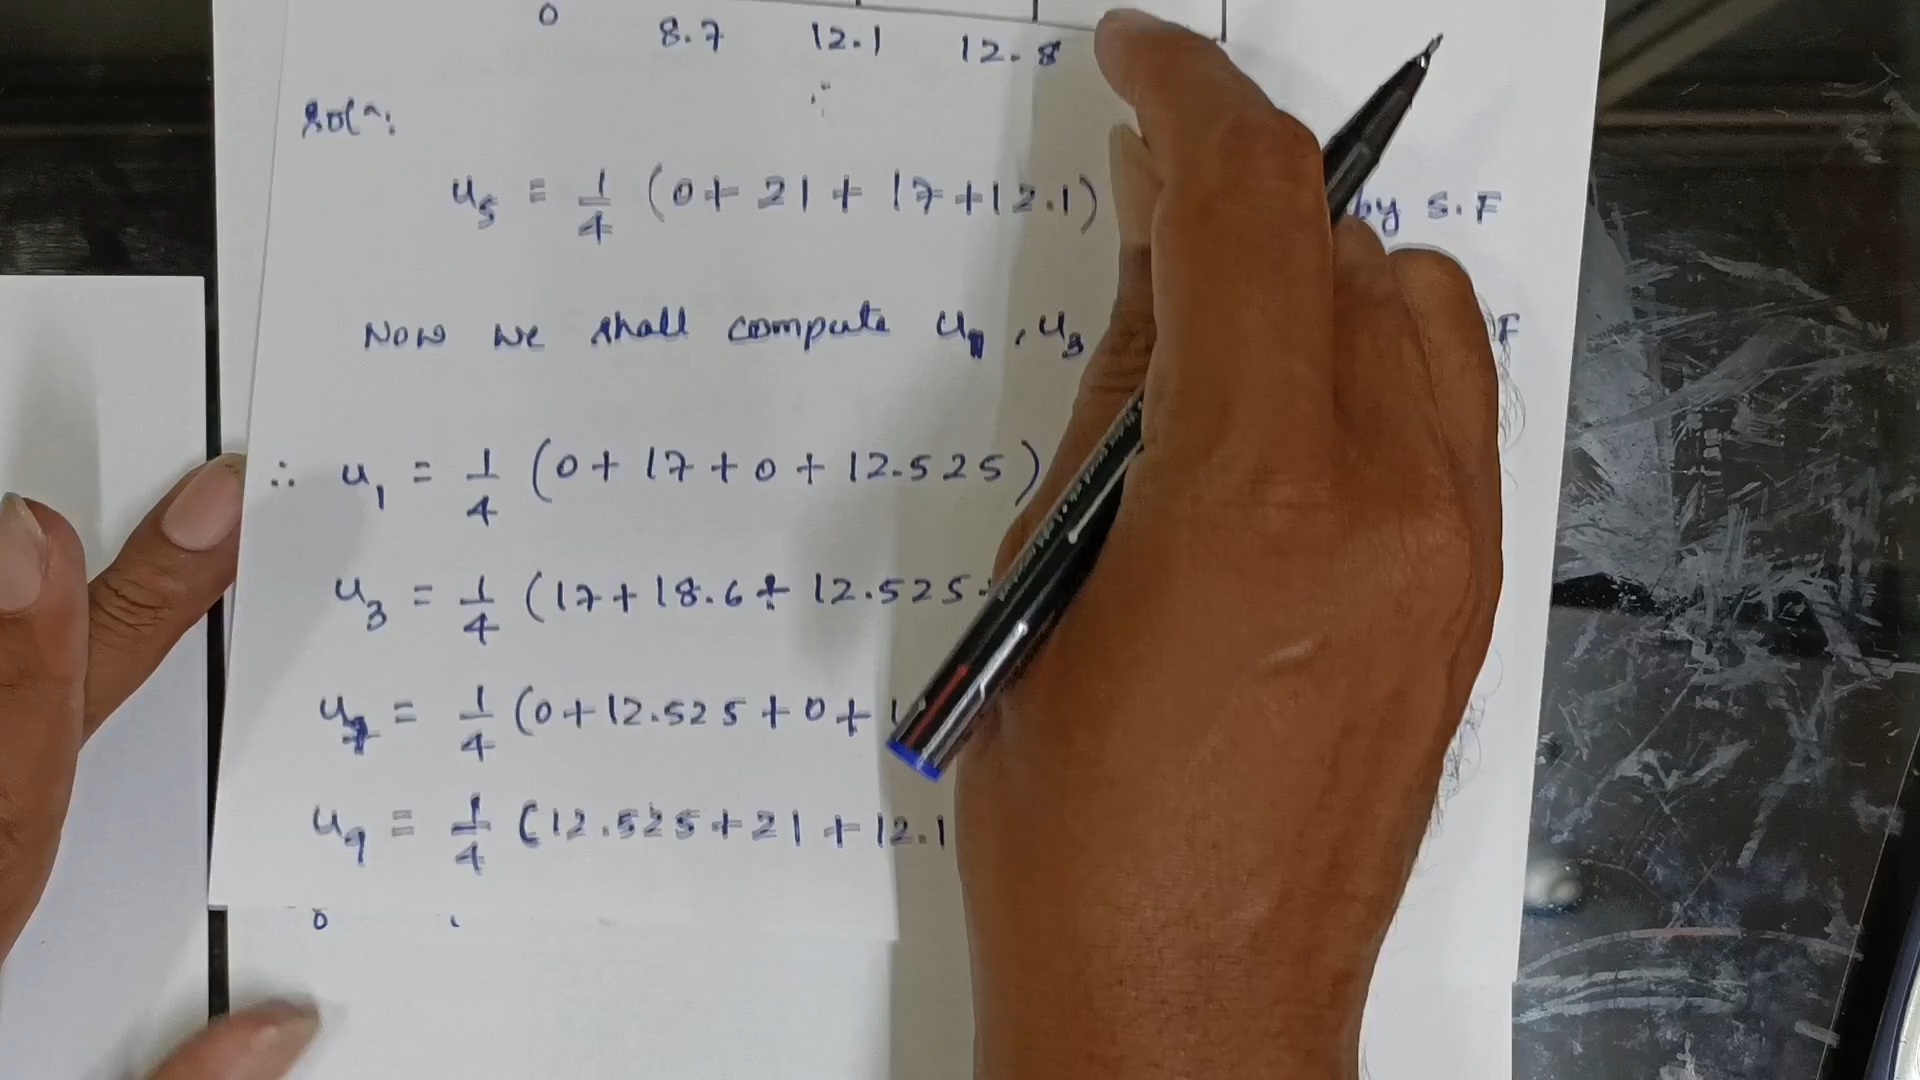 0 8.7 12.1 12.8
Sol^n:
u5 = 1/4 (0 + 21 + 17 + 12.1) by S.F
Now we shall compute u1, u3 F
∴ u1 = 1/4 (0 + 17 + 0 + 12.525)
u3 = 1/4 (17 + 18.6 + 12.525 +
u7 = 1/4 (0 + 12.525 + 0 +
u9 = 1/4 (12.525 + 21 + 12.1
0